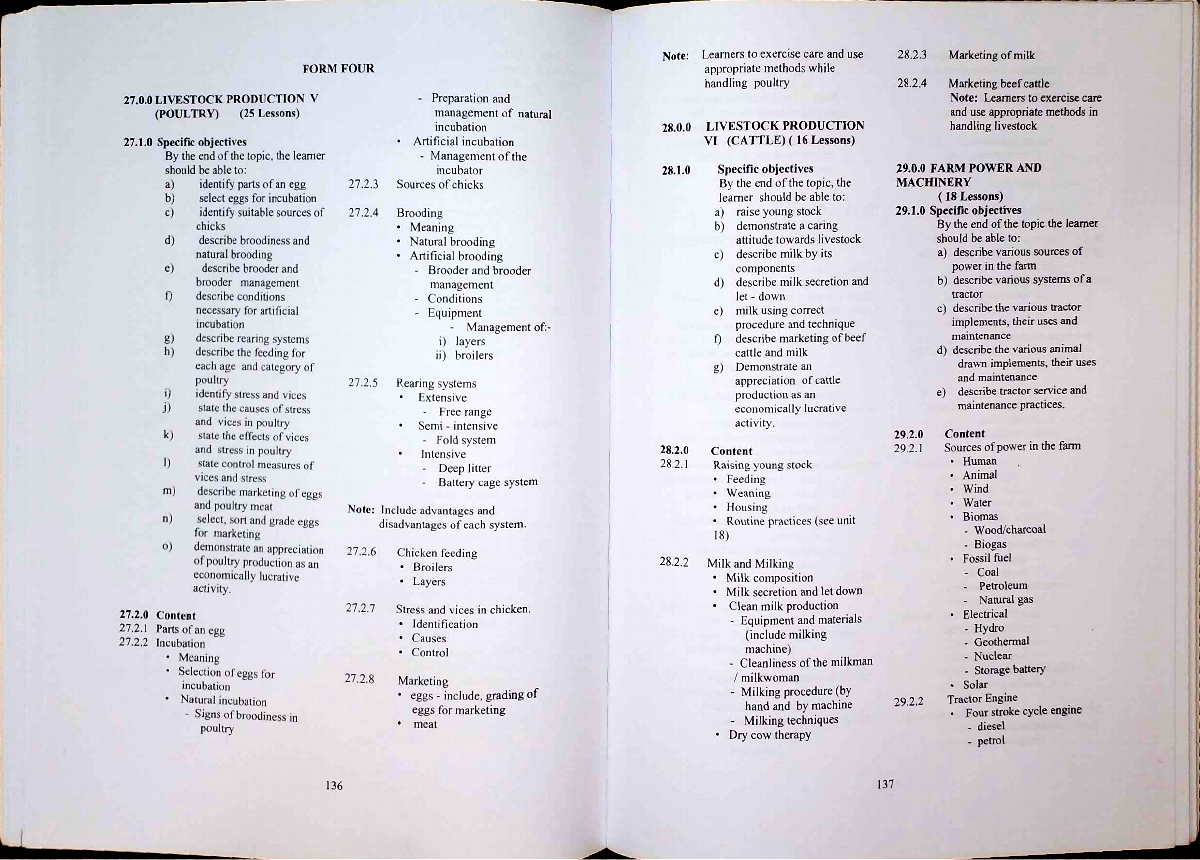 FORM FOUR
27.0.0 LIVESTOCK PRODUCTION V
(POULTRY) (25 Lessons)
27.1.0 Specific objectives
By the end of the topic, the learner
should be able to:
a) identify parts of an egg
b) select eggs for incubation
c) identify suitable sources of
chicks
d) describe broodiness and
natural brooding
e) describe brooder and
brooder management
f) describe conditions
necessary for artificial
incubation
g) describe rearing systems
h) describe the feeding for
each age and category of
poultry
i) identify stress and vices
j) state the causes of stress
and vices in poultry
k) state the effects of vices
and stress in poultry
l) state control measures of
vices and stress
m) describe marketing of eggs
and poultry meat
n) select, sort and grade eggs
for marketing
o) demonstrate an appreciation
of poultry production as an
economically lucrative
activity.
27.2.0 Content
27.2.1 Parts of an egg
27.2.2 Incubation
• Meaning
• Selection of eggs for
incubation
• Natural incubation
- Signs of broodiness in
poultry
- Preparation and
management of natural
incubation
• Artificial incubation
- Management of the
incubator
27.2.3 Sources of chicks
27.2.4 Brooding
• Meaning
• Natural brooding
• Artificial brooding
- Brooder and brooder
management
- Conditions
- Equipment
- Management of:-
i) layers
ii) broilers
27.2.5 Rearing systems
• Extensive
- Free range
• Semi - intensive
- Fold system
• Intensive
- Deep litter
- Battery cage system
Note: Include advantages and
disadvantages of each system.
27.2.6 Chicken feeding
• Broilers
• Layers
27.2.7 Stress and vices in chicken.
• Identification
• Causes
• Control
27.2.8 Marketing
• eggs - include, grading of
eggs for marketing
• meat
136
Note: Learners to exercise care and use
appropriate methods while
handling poultry
28.0.0 LIVESTOCK PRODUCTION
VI (CATTLE) ( 16 Lessons)
28.1.0 Specific objectives
By the end of the topic, the
learner should be able to:
a) raise young stock
b) demonstrate a caring
attitude towards livestock
c) describe milk by its
components
d) describe milk secretion and
let - down
e) milk using correct
procedure and technique
f) describe marketing of beef
cattle and milk
g) Demonstrate an
appreciation of cattle
production as an
economically lucrative
activity.
28.2.0 Content
28.2.1 Raising young stock
• Feeding
• Weaning
• Housing
• Routine practices (see unit
18)
28.2.2 Milk and Milking
• Milk composition
• Milk secretion and let down
• Clean milk production
- Equipment and materials
(include milking
machine)
- Cleanliness of the milkman
/ milkwoman
- Milking procedure (by
hand and by machine
- Milking techniques
• Dry cow therapy
28.2.3 Marketing of milk
28.2.4 Marketing beef cattle
Note: Learners to exercise care
and use appropriate methods in
handling livestock
29.0.0 FARM POWER AND
MACHINERY
( 18 Lessons)
29.1.0 Specific objectives
By the end of the topic the learner
should be able to:
a) describe various sources of
power in the farm
b) describe various systems of a
tractor
c) describe the various tractor
implements, their uses and
maintenance
d) describe the various animal
drawn implements, their uses
and maintenance
e) describe tractor service and
maintenance practices.
29.2.0 Content
29.2.1 Sources of power in the farm
• Human
• Animal
• Wind
• Water
• Biomas
- Wood/charcoal
- Biogas
• Fossil fuel
- Coal
- Petroleum
- Natural gas
• Electrical
- Hydro
- Geothermal
- Nuclear
- Storage battery
• Solar
29.2.2 Tractor Engine
• Four stroke cycle engine
- diesel
- petrol
137